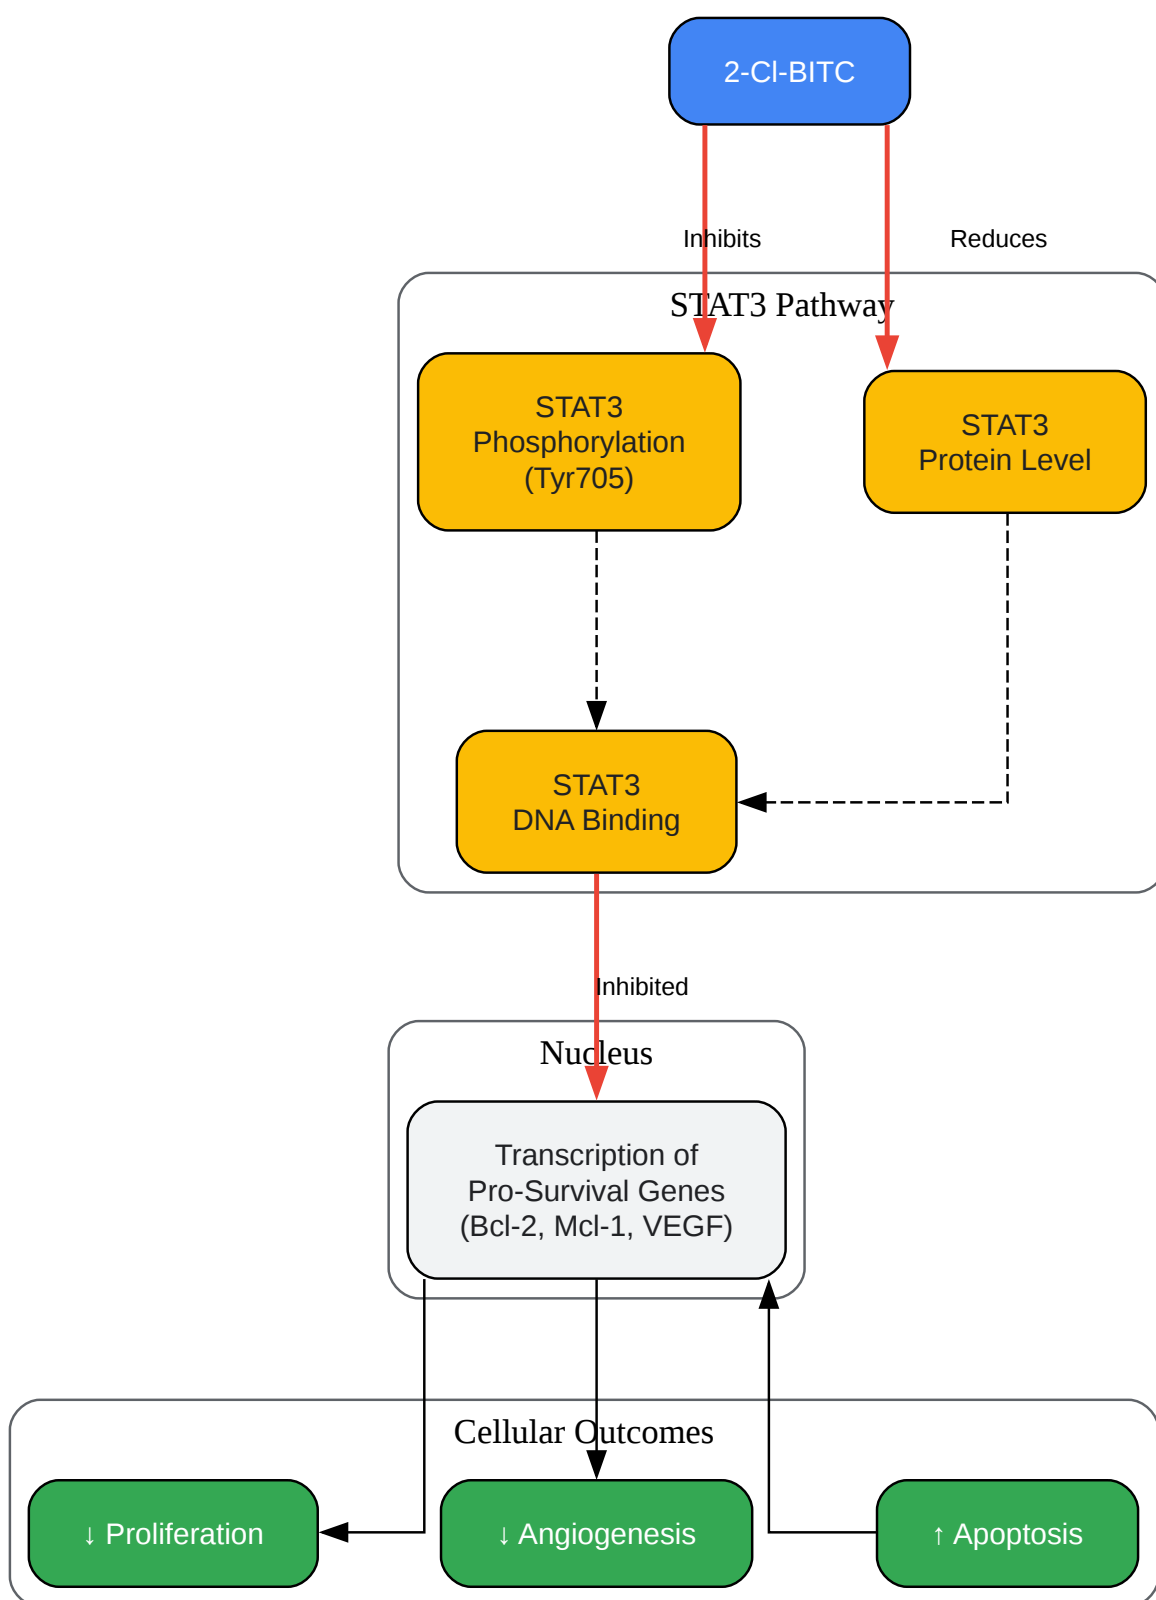 2-Cl-BITC
Inhibits
Reduces
STAT3 Pathway
STAT3
Phosphorylation
(Tyr705)
STAT3
Protein Level
STAT3
DNA Binding
Inhibited
Nucleus
Transcription of
Pro-Survival Genes
(Bcl-2, Mcl-1, VEGF)
Cellular Outcomes
↓ Proliferation
↓ Angiogenesis
↑ Apoptosis